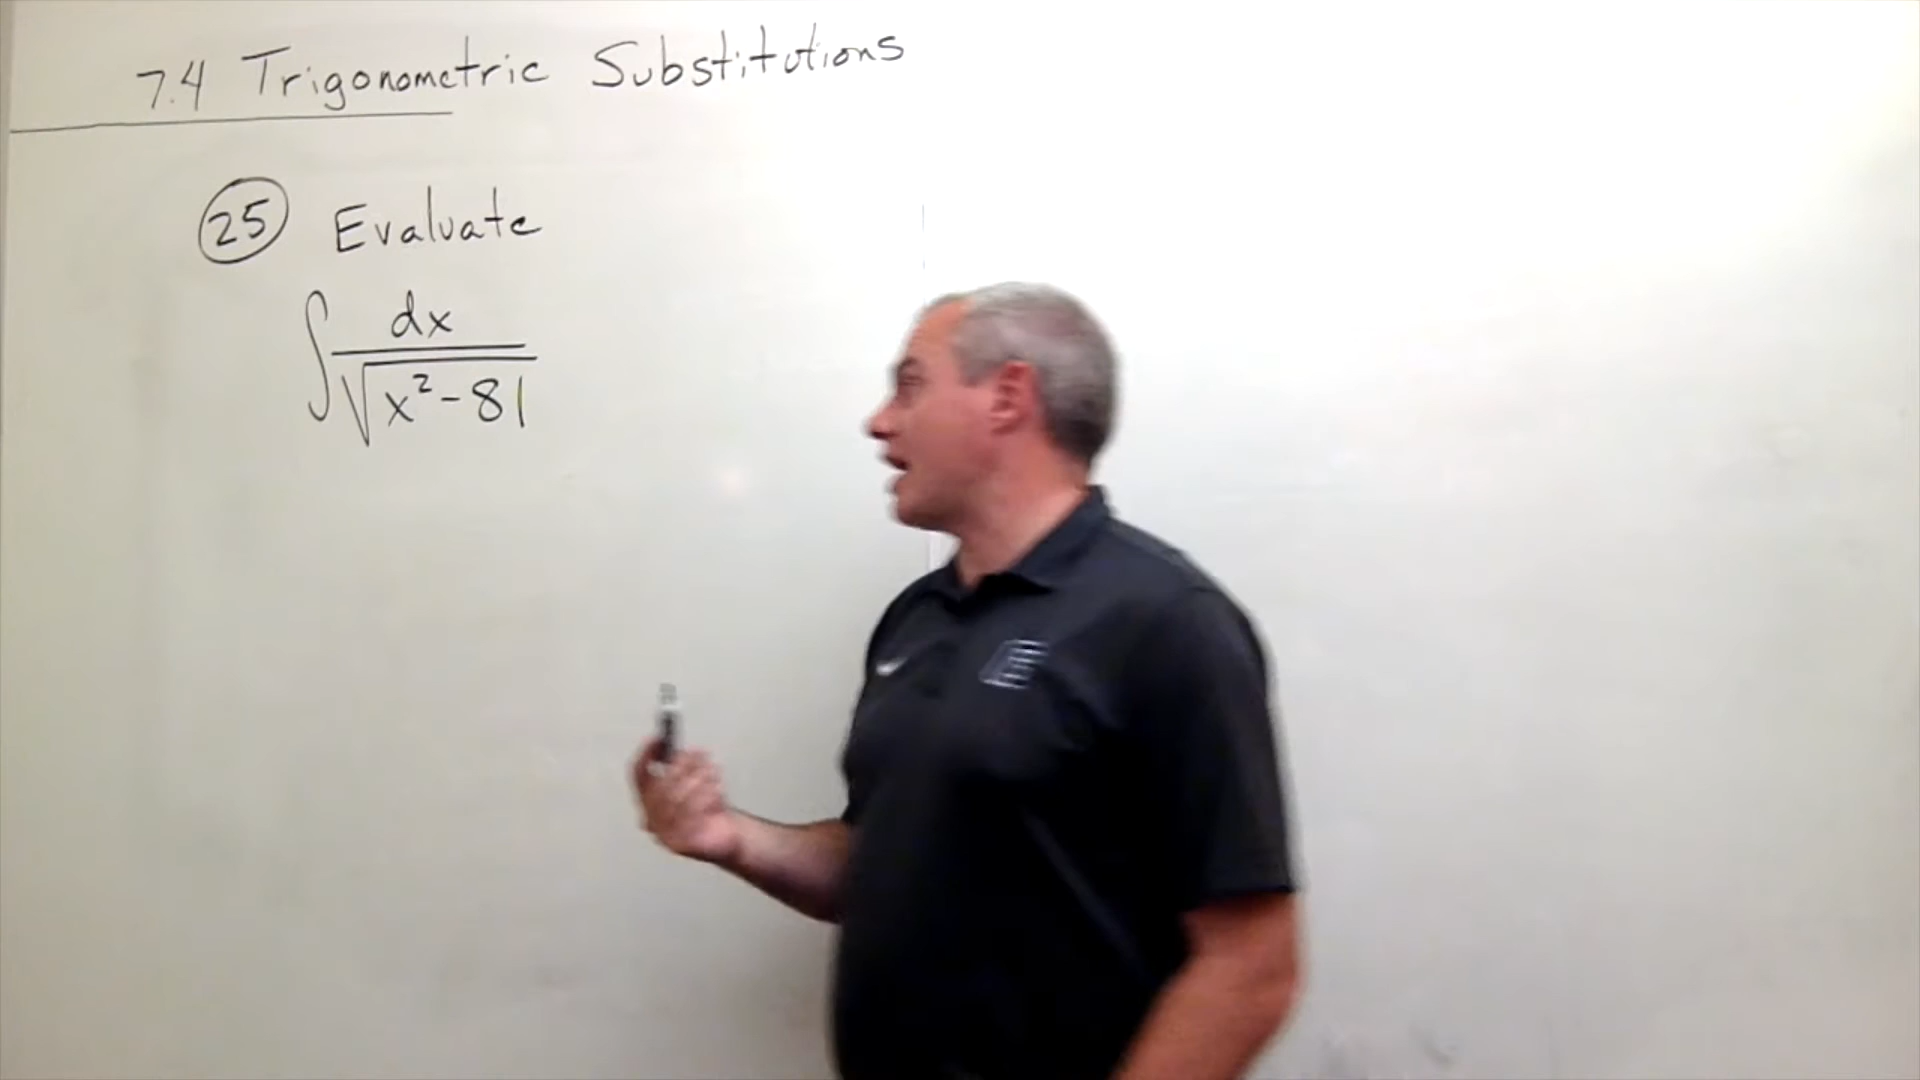 7.4 Trigonometric Substitutions
25 Evaluate
∫ dx / √(x² - 81)
E